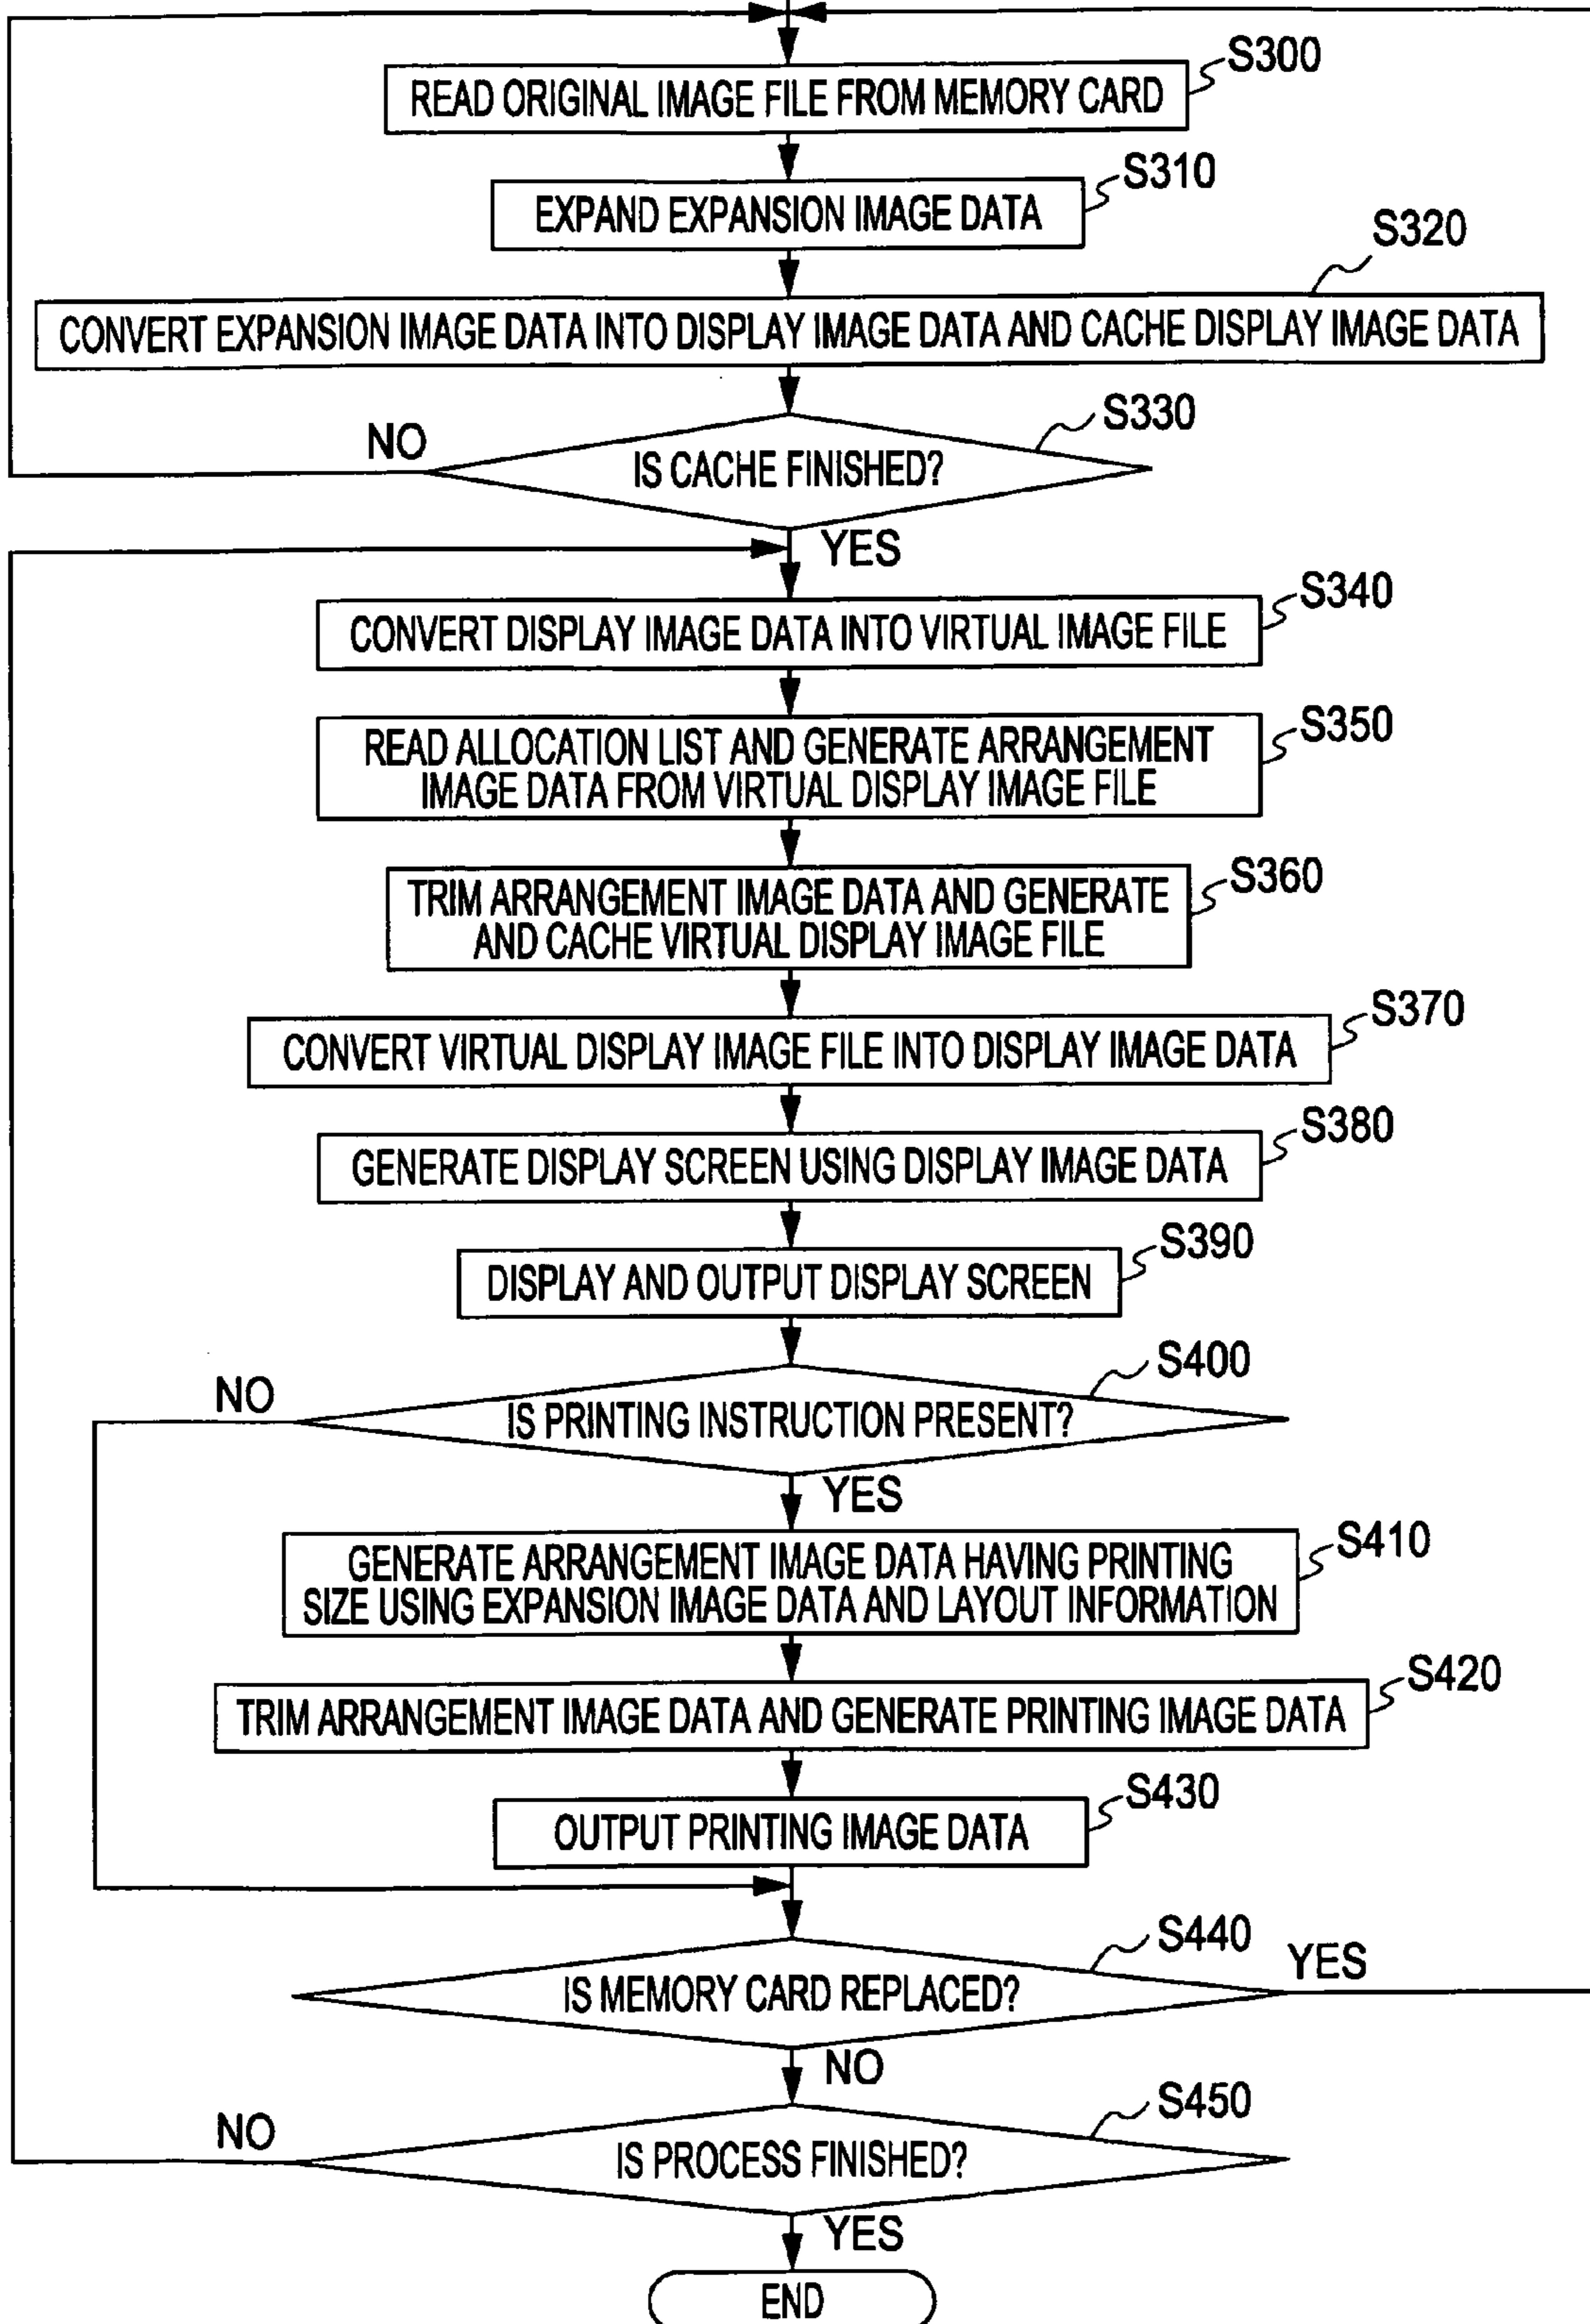 S300
READ ORIGINAL IMAGE FILE FROM MEMORY CARD
S310
EXPAND EXPANSION IMAGE DATA
S320
CONVERT EXPANSION IMAGE DATA INTO DISPLAY IMAGE DATA AND CACHE DISPLAY IMAGE DATA
S330
NO
IS CACHE FINISHED?
YES
S340
CONVERT DISPLAY IMAGE DATA INTO VIRTUAL IMAGE FILE
S350
READ ALLOCATION LIST AND GENERATE ARRANGEMENT
IMAGE DATA FROM VIRTUAL DISPLAY IMAGE FILE
S360
TRIM ARRANGEMENT IMAGE DATA AND GENERATE
AND CACHE VIRTUAL DISPLAY IMAGE FILE
S370
CONVERT VIRTUAL DISPLAY IMAGE FILE INTO DISPLAY IMAGE DATA
S380
GENERATE DISPLAY SCREEN USING DISPLAY IMAGE DATA
S390
DISPLAY AND OUTPUT DISPLAY SCREEN
S400
NO
IS PRINTING INSTRUCTION PRESENT?
YES
S410
GENERATE ARRANGEMENT IMAGE DATA HAVING PRINTING
SIZE USING EXPANSION IMAGE DATA AND LAYOUT INFORMATION
S420
TRIM ARRANGEMENT IMAGE DATA AND GENERATE PRINTING IMAGE DATA
S430
OUTPUT PRINTING IMAGE DATA
S440
YES
IS MEMORY CARD REPLACED?
NO
S450
NO
IS PROCESS FINISHED?
YES
END